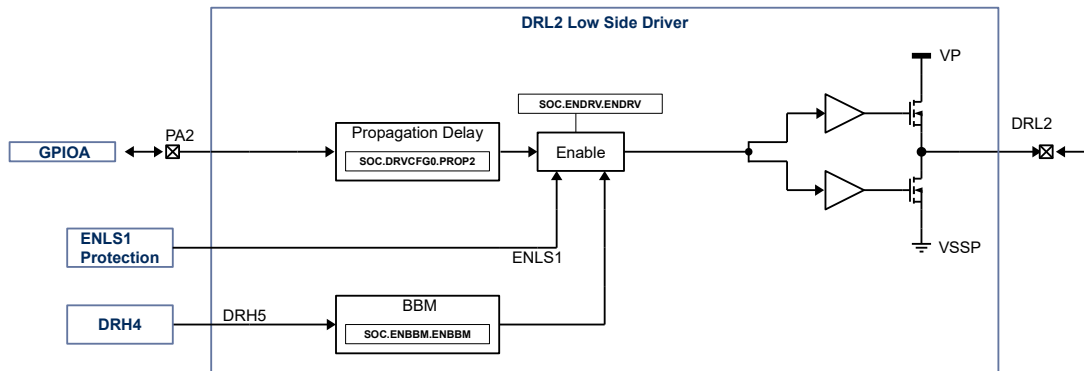 DRL2 Low Side Driver
VP
SOC.ENDRV.ENDRV
PA2
Propagation Delay
DRL2
GPIOA
SOC.DRVCFG0.PROP2
Enable
ENLS1
Protection
ENLS1
VSSP
BBM
DRH4
DRH5
SOC.ENBBM.ENBBM